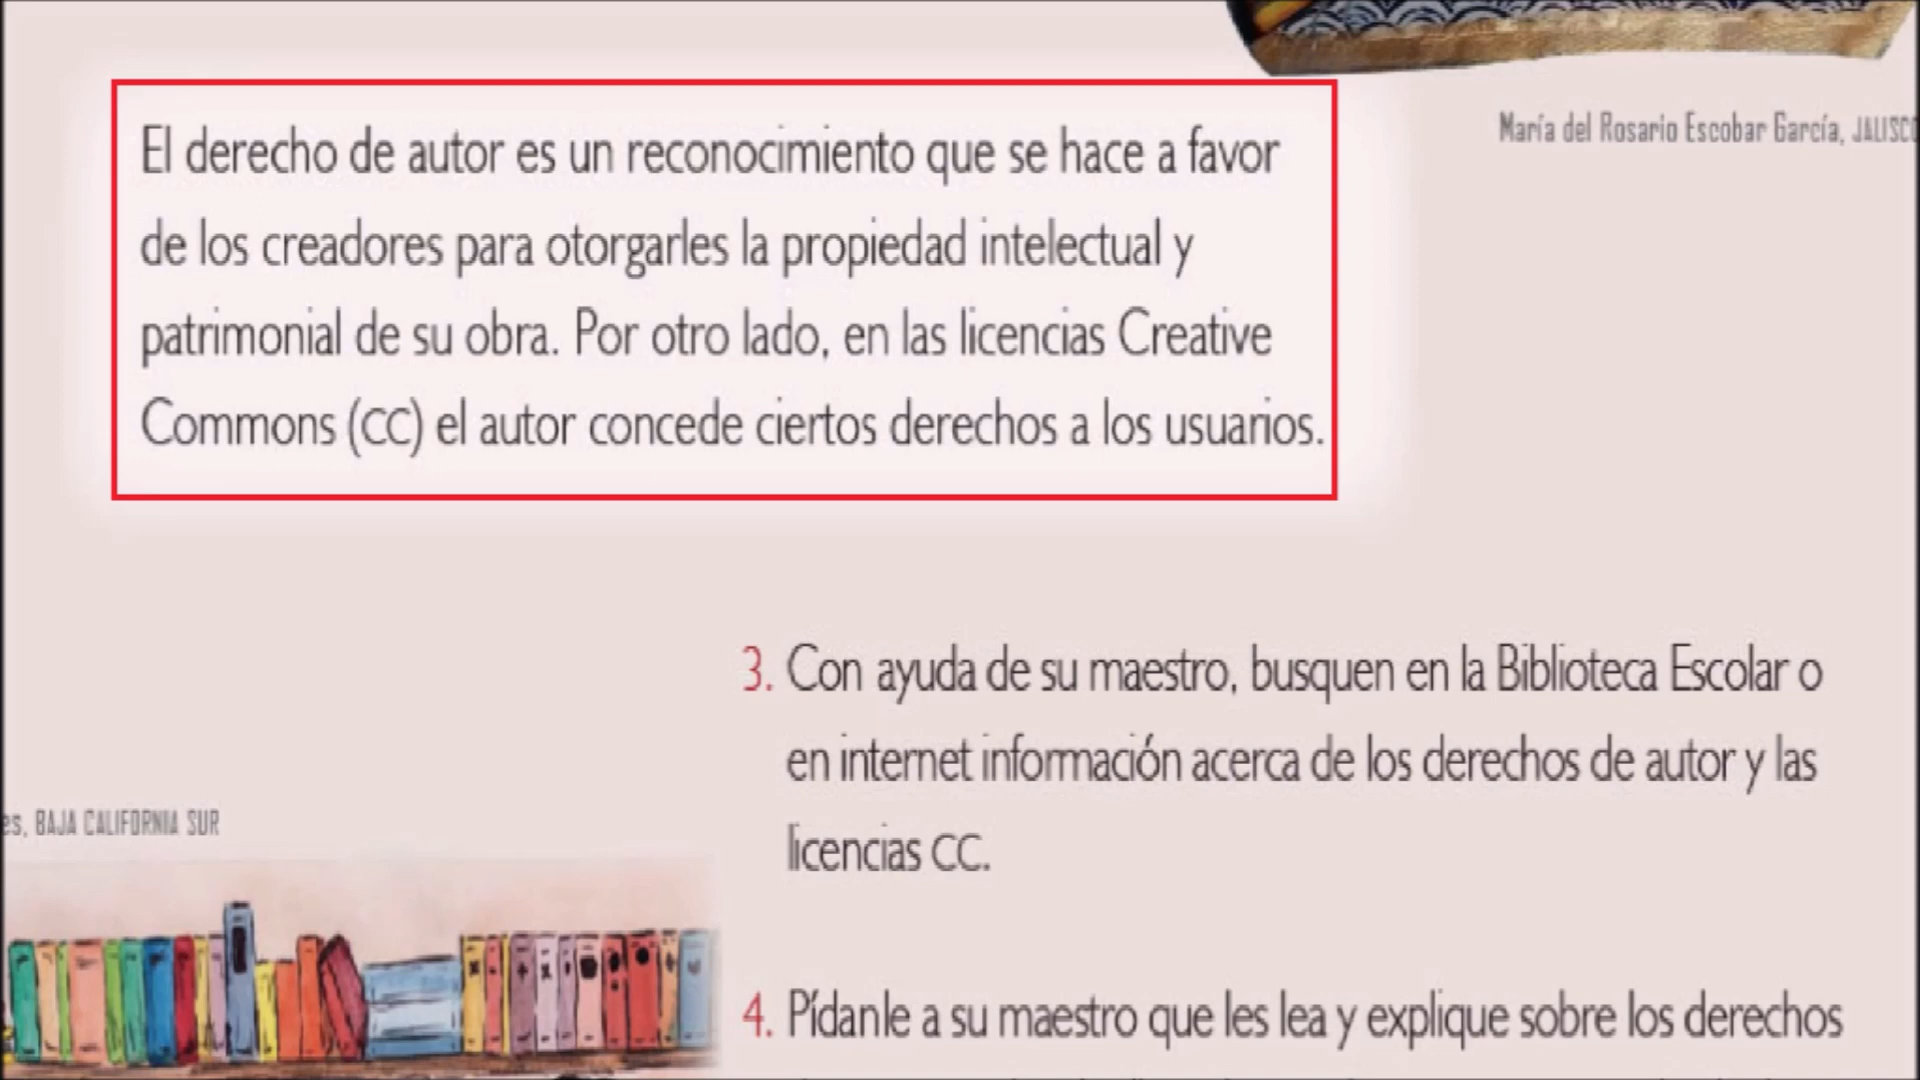 María del Rosario Escobar García, JALISCO
El derecho de autor es un reconocimiento que se hace a favor
de los creadores para otorgarles la propiedad intelectual y
patrimonial de su obra. Por otro lado, en las licencias Creative
Commons (CC) el autor concede ciertos derechos a los usuarios.
3. Con ayuda de su maestro, busquen en la Biblioteca Escolar o
en internet información acerca de los derechos de autor y las
licencias CC.
es, BAJA CALIFORNIA SUR
4. Pídanle a su maestro que les lea y explique sobre los derechos